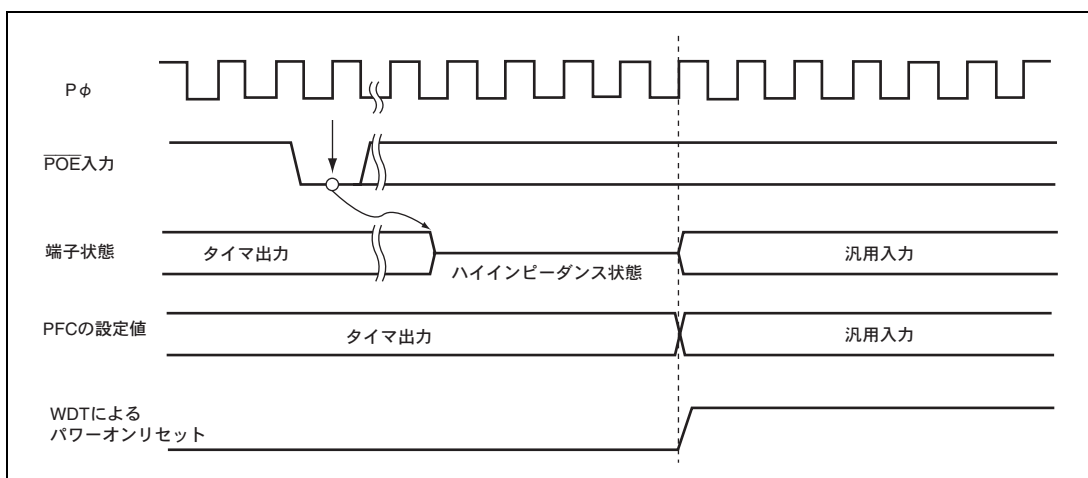 Pφ
POE入力
端子状態
タイマ出力
ハイインピーダンス状態
汎用入力
PFCの設定値
タイマ出力
汎用入力
WDTによる
パワーオンリセット